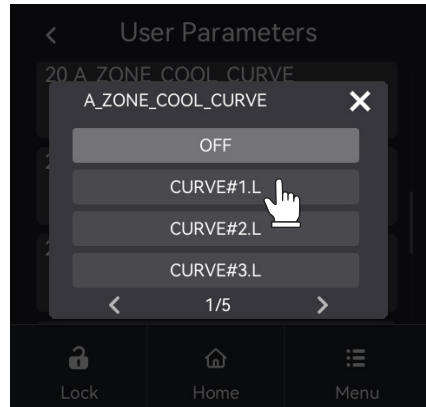 User Parameters
20 A_ZONE_COOL_CURVE
A_ZONE_COOL_CURVE
OFF
CURVE#1.L
CURVE#2.L
CURVE#3.L
1/5
Lock
Home
Menu